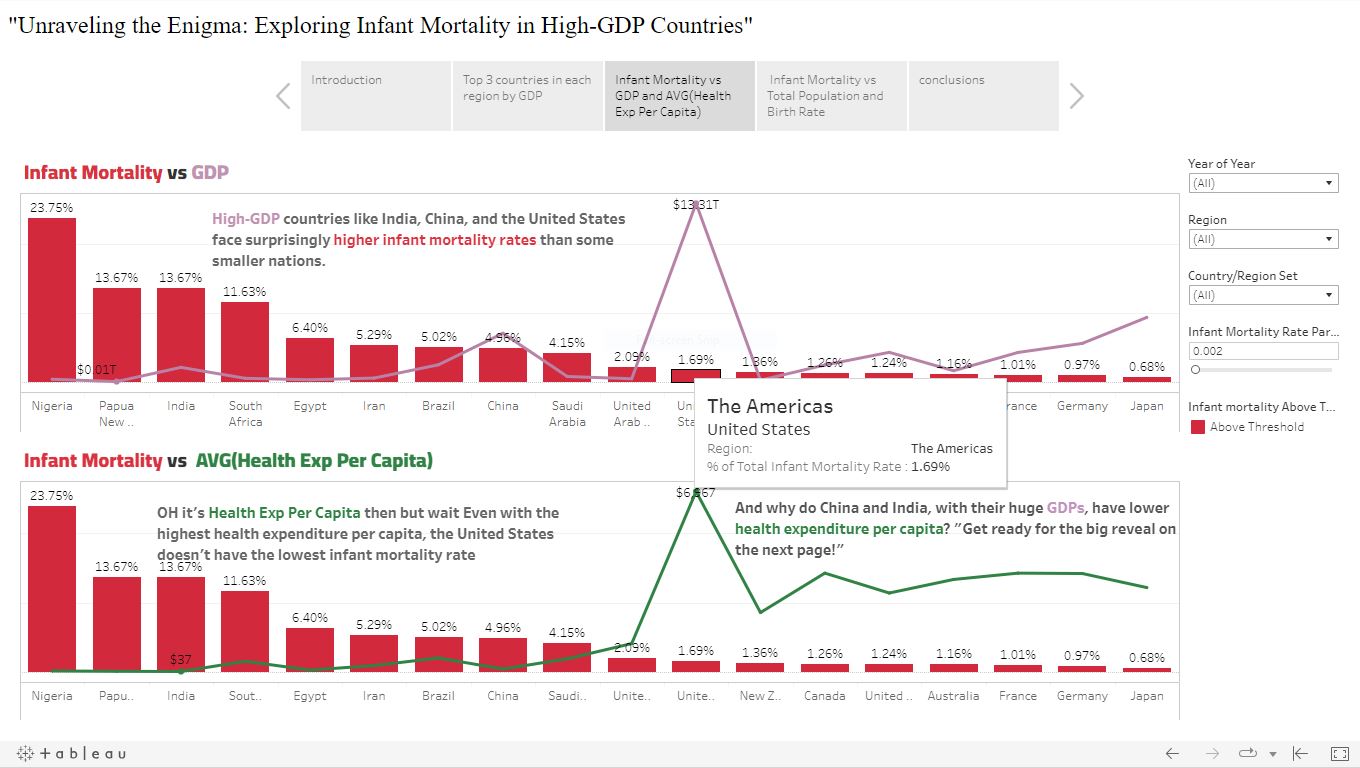 "Unraveling the Enigma: Exploring Infant Mortality in High-GDP Countries"
Introduction
Top 3 countries in each
region by GDP
Infant Mortality vs
GDP and AVG(Health
Exp Per Capita)
Infant Mortality vs
Total Population and
Birth Rate
conclusions
Infant Mortality vs GDP
23.75%
13.67%
13.67%
11.63%
6.40%
5.29%
5.02%
4.96%
4.15%
2.09%
1.69%
1.36%
1.26%
1.24%
1.16%
1.01%
0.97%
0.68%
$0.01T
$13.31T
High-GDP countries like India, China, and the United States
face surprisingly higher infant mortality rates than some
smaller nations.
Nigeria
Papua
New ..
India
South
Africa
Egypt
Iran
Brazil
China
Saudi
Arabia
United
Arab ..
Germany
Japan
The Americas
United States
Region: The Americas
% of Total Infant Mortality Rate : 1.69%
Year of Year
(All)
Region
(All)
Country/Region Set
(All)
Infant Mortality Rate Par...
0.002
Infant mortality Above T...
Above Threshold
Infant Mortality vs AVG(Health Exp Per Capita)
23.75%
13.67%
13.67%
11.63%
6.40%
5.29%
5.02%
4.96%
4.15%
2.09%
1.69%
1.36%
1.26%
1.24%
1.16%
1.01%
0.97%
0.68%
$37
OH it's Health Exp Per Capita then but wait Even with the
highest health expenditure per capita, the United States
doesn't have the lowest infant mortality rate
And why do China and India, with their huge GDPs, have lower
health expenditure per capita? "Get ready for the big reveal on
the next page!"
Nigeria
Papu..
India
Sout..
Egypt
Iran
Brazil
China
Saudi..
Unite..
Unite..
New Z..
Canada
United ..
Australia
France
Germany
Japan
+ableau